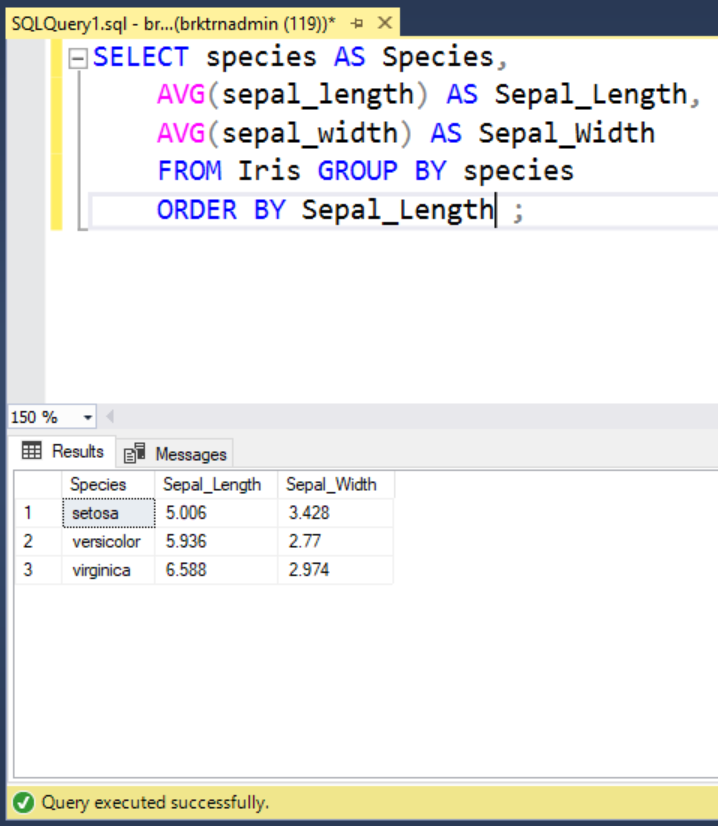 SQLQuery1.sql - br...(brktrnadmin (119))*
SELECT species AS Species,
AVG(sepal_length) AS Sepal_Length,
AVG(sepal_width) AS Sepal_Width
FROM Iris GROUP BY species
ORDER BY Sepal_Length ;
150 %
Results Messages
Species Sepal_Length Sepal_Width
1 setosa 5.006 3.428
2 versicolor 5.936 2.77
3 virginica 6.588 2.974
Query executed successfully.